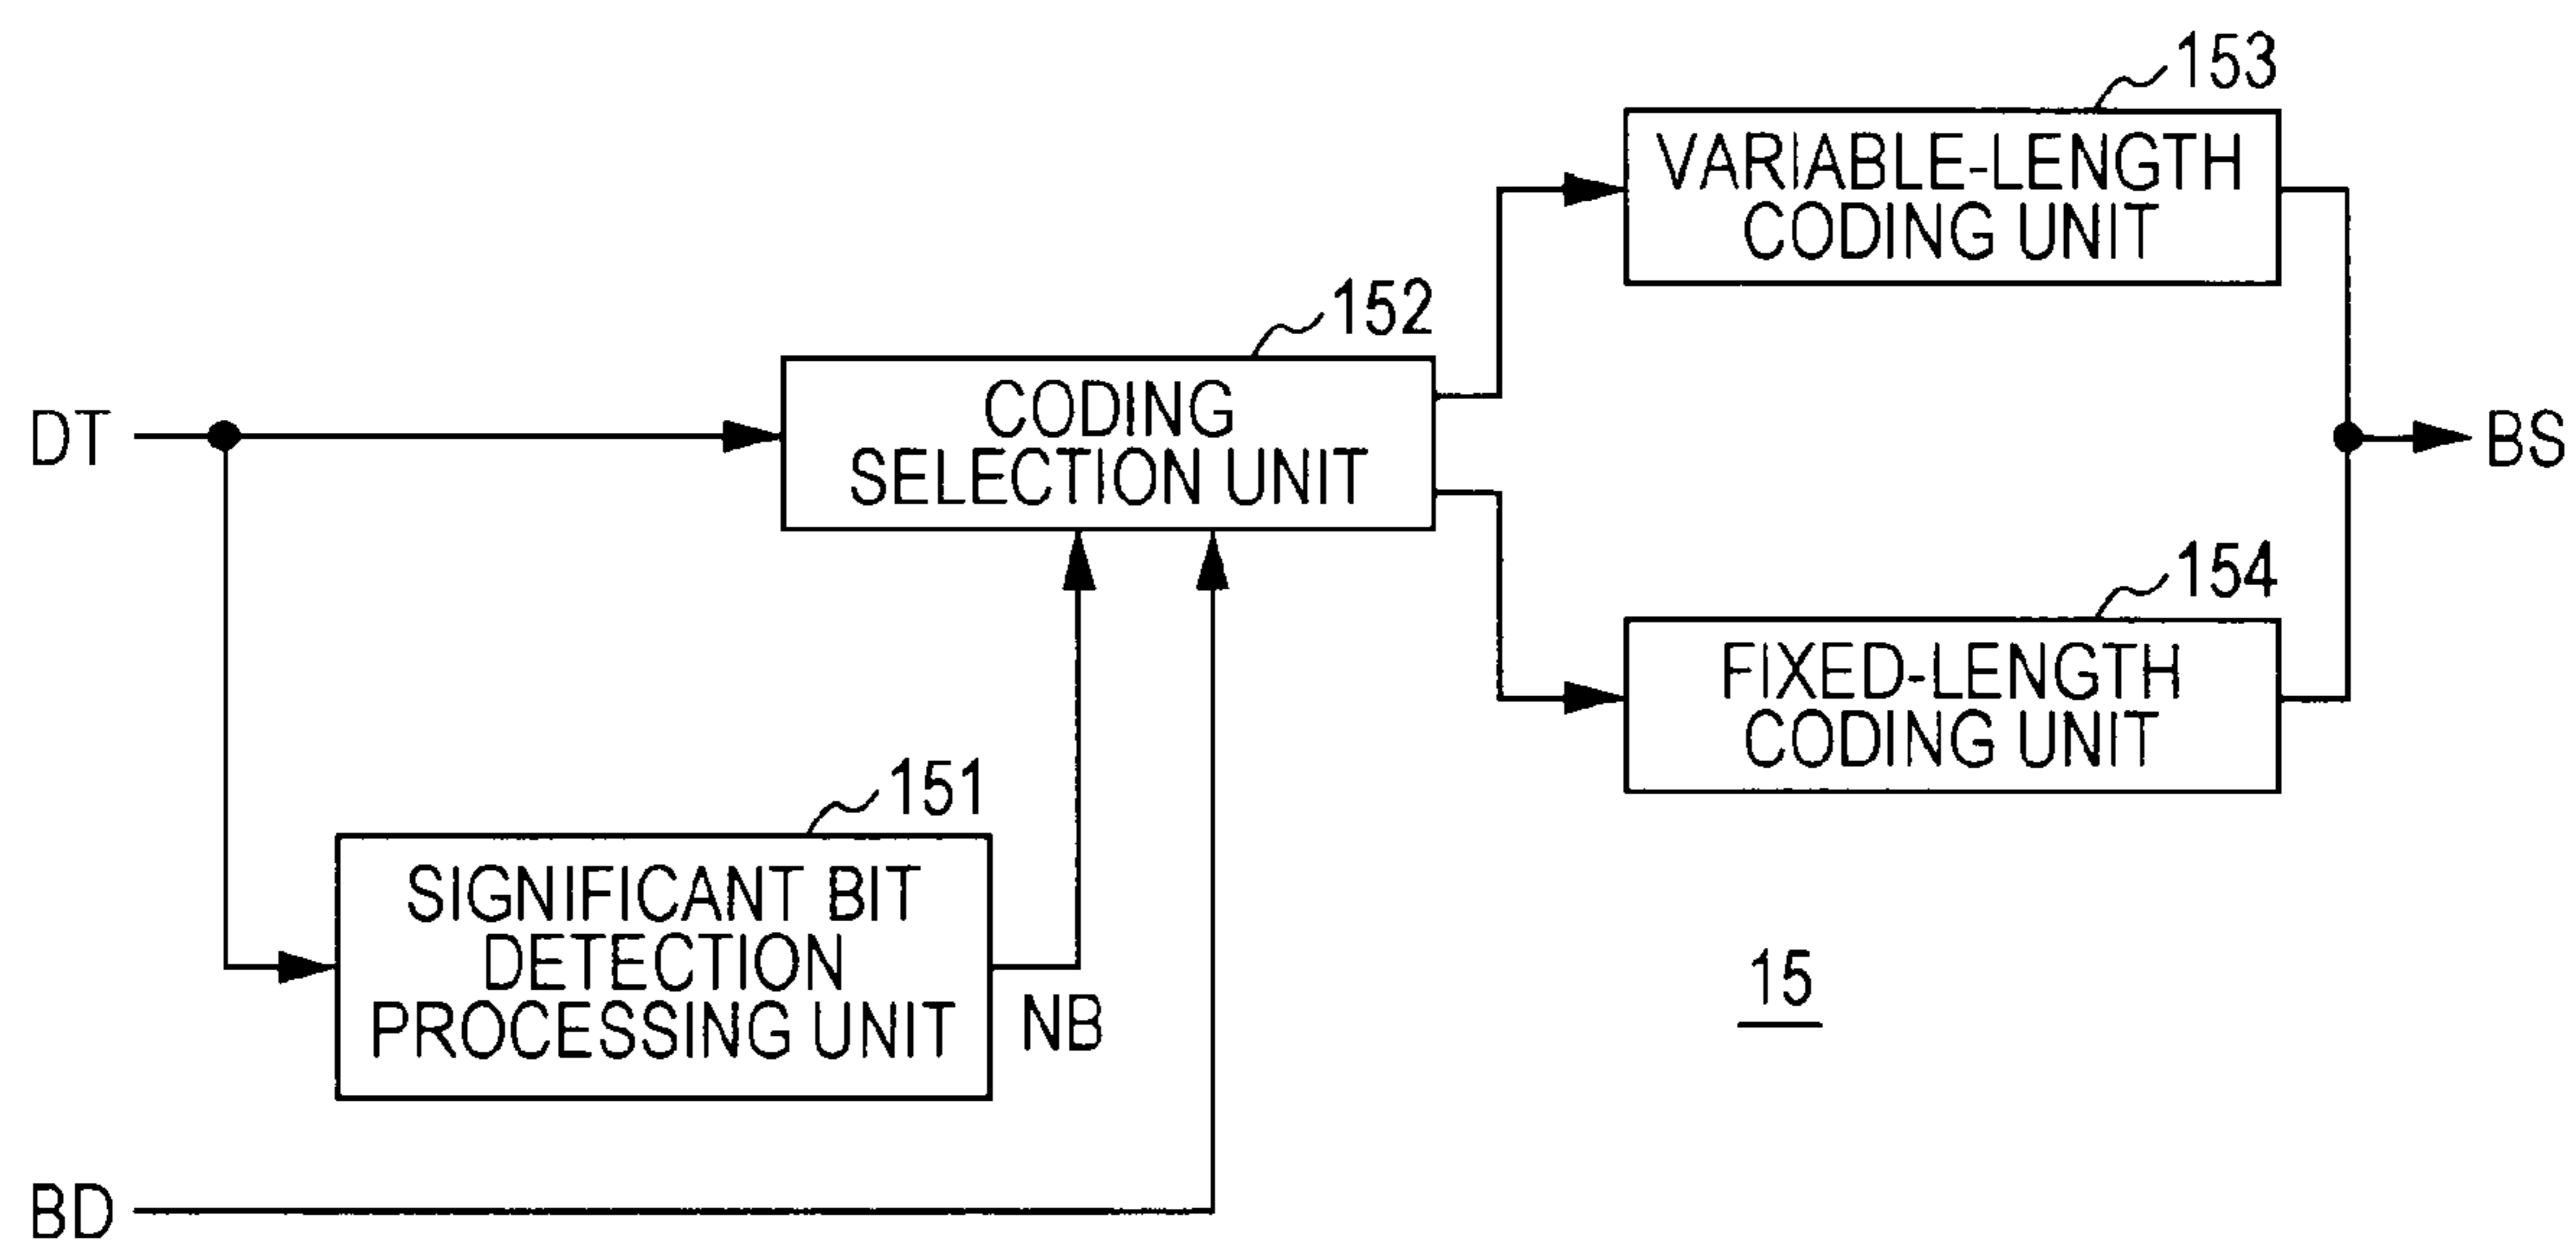 153
VARIABLE-LENGTH
CODING UNIT
152
CODING
SELECTION UNIT
DT
BS
154
FIXED-LENGTH
CODING UNIT
151
SIGNIFICANT BIT
DETECTION
PROCESSING UNIT
NB
15
BD